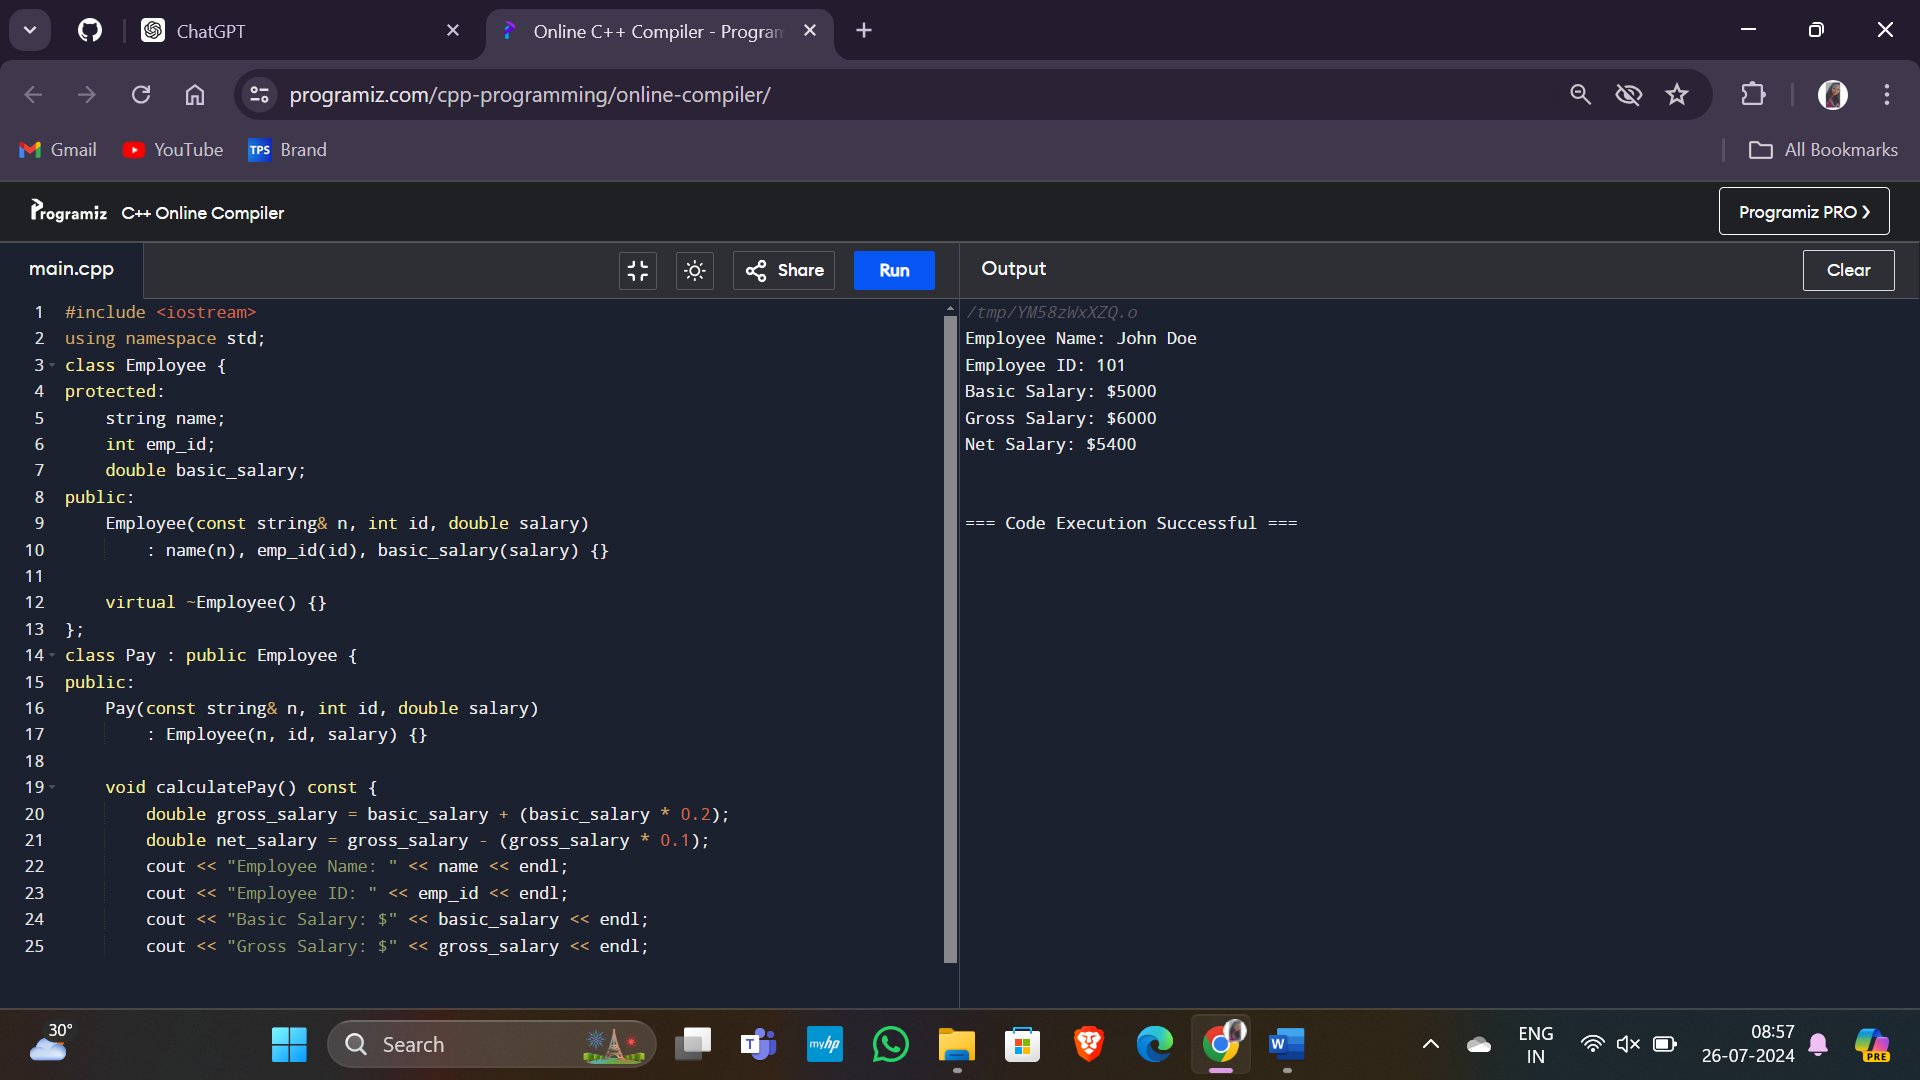 ChatGPT
Online C++ Compiler - Program
programiz.com/cpp-programming/online-compiler/
Gmail
YouTube
TPS
Brand
All Bookmarks
Programiz
C++ Online Compiler
Programiz PRO ❯
main.cpp
Share
Run
Output
Clear
1 #include <iostream>
2 using namespace std;
3 class Employee {
4 protected:
5     string name;
6     int emp_id;
7     double basic_salary;
8 public:
9     Employee(const string& n, int id, double salary)
10         : name(n), emp_id(id), basic_salary(salary) {}
11
12     virtual ~Employee() {}
13 };
14 class Pay : public Employee {
15 public:
16     Pay(const string& n, int id, double salary)
17         : Employee(n, id, salary) {}
18
19     void calculatePay() const {
20         double gross_salary = basic_salary + (basic_salary * 0.2);
21         double net_salary = gross_salary - (gross_salary * 0.1);
22         cout << "Employee Name: " << name << endl;
23         cout << "Employee ID: " << emp_id << endl;
24         cout << "Basic Salary: $" << basic_salary << endl;
25         cout << "Gross Salary: $" << gross_salary << endl;
/tmp/YM58zWxXZQ.o
Employee Name: John Doe
Employee ID: 101
Basic Salary: $5000
Gross Salary: $6000
Net Salary: $5400
=== Code Execution Successful ===
30°
Search
T
myhp
W
ENG
IN
08:57
26-07-2024
PRE